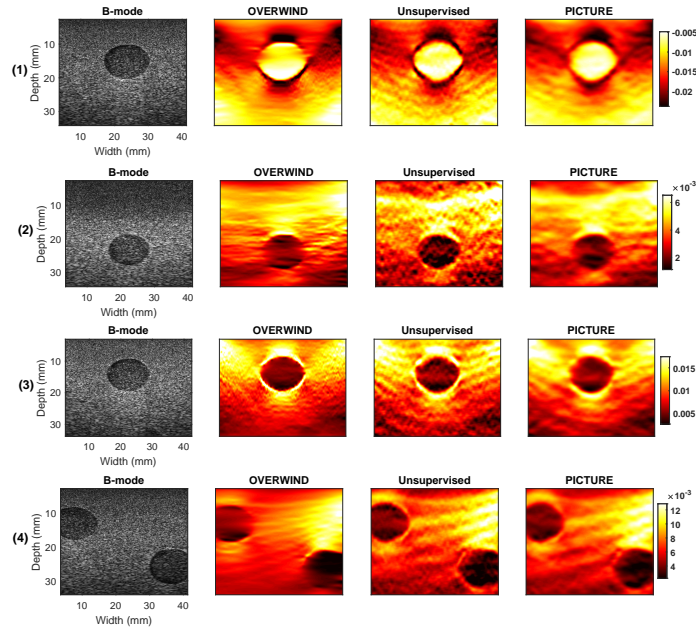 B-mode OVERWIND Unsupervised PICTURE
(1) Depth (mm) 10 20 30 -0.005 -0.01 -0.015 -0.02
10 20 30 40
Width (mm)
B-mode OVERWIND Unsupervised PICTURE
(2) Depth (mm) 10 20 30 ×10⁻³ 6 4 2
10 20 30 40
Width (mm)
B-mode OVERWIND Unsupervised PICTURE
(3) Depth (mm) 10 20 30 0.015 0.01 0.005
10 20 30 40
Width (mm)
B-mode OVERWIND Unsupervised PICTURE
(4) Depth (mm) 10 20 30 ×10⁻³ 12 10 8 6 4
10 20 30 40
Width (mm)